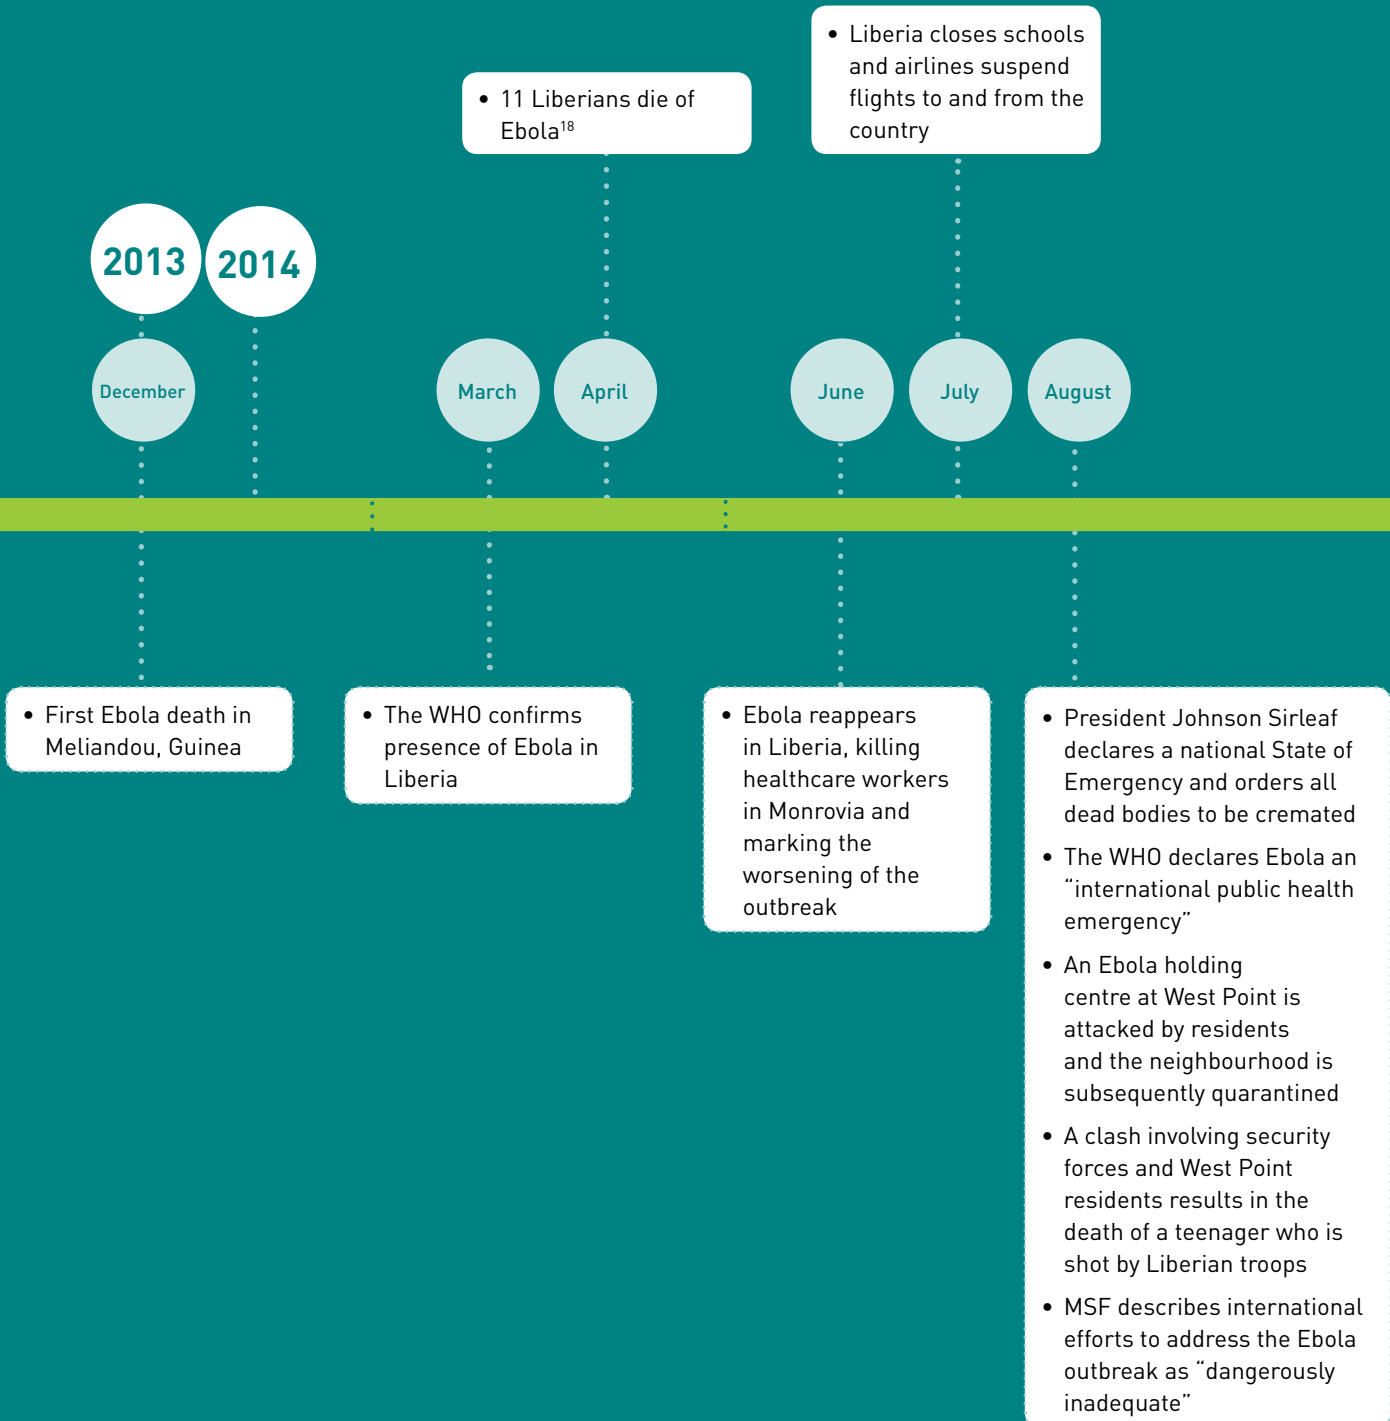 • Liberia closes schools
and airlines suspend
flights to and from the
country
• 11 Liberians die of
Ebola18
2013
2014
December
March
April
June
July
August
• First Ebola death in
Meliandou, Guinea
• The WHO confirms
presence of Ebola in
Liberia
• Ebola reappears
in Liberia, killing
healthcare workers
in Monrovia and
marking the
worsening of the
outbreak
• President Johnson Sirleaf
declares a national State of
Emergency and orders all
dead bodies to be cremated
• The WHO declares Ebola an
“international public health
emergency”
• An Ebola holding
centre at West Point is
attacked by residents
and the neighbourhood is
subsequently quarantined
• A clash involving security
forces and West Point
residents results in the
death of a teenager who is
shot by Liberian troops
• MSF describes international
efforts to address the Ebola
outbreak as “dangerously
inadequate”